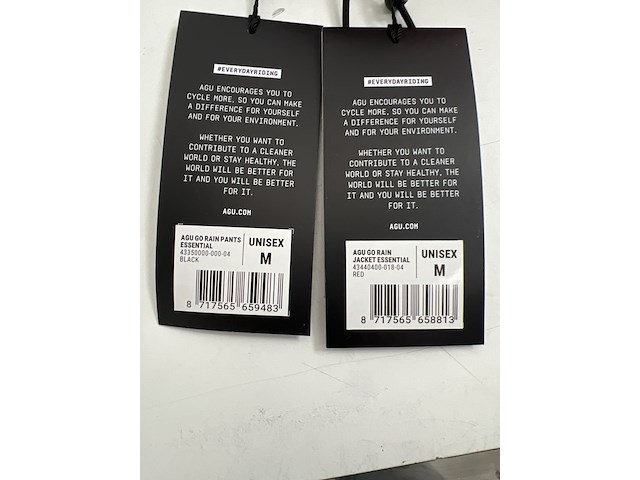 #EVERYDAYRIDING
AGU ENCOURAGES YOU TO
CYCLE MORE, SO YOU CAN MAKE
A DIFFERENCE FOR YOURSELF
AND FOR YOUR ENVIRONMENT.
WHETHER YOU WANT TO
CONTRIBUTE TO A CLEANER
WORLD OR STAY HEALTHY, THE
WORLD WILL BE BETTER FOR
IT AND YOU WILL BE BETTER
FOR IT.
AGU.COM
AGU GO RAIN PANTS
ESSENTIAL
43350000-000-04
BLACK
UNISEX
M
8 717565 659483
#EVERYDAYRIDING
AGU ENCOURAGES YOU TO
CYCLE MORE, SO YOU CAN MAKE
A DIFFERENCE FOR YOURSELF
AND FOR YOUR ENVIRONMENT.
WHETHER YOU WANT TO
CONTRIBUTE TO A CLEANER
WORLD OR STAY HEALTHY, THE
WORLD WILL BE BETTER FOR
IT AND YOU WILL BE BETTER
FOR IT.
AGU.COM
AGU GO RAIN
JACKET ESSENTIAL
43440400-018-04
RED
UNISEX
M
8 717565 658813